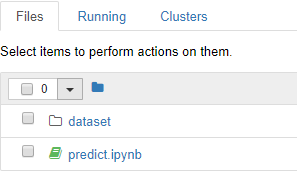 Files Running Clusters
Select items to perform actions on them.
0
dataset
predict.ipynb